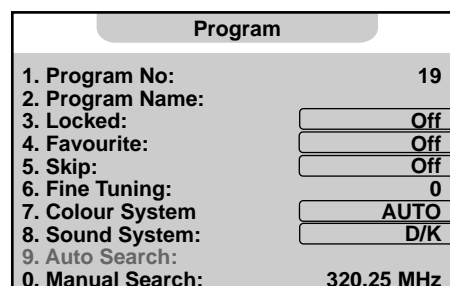 Program
1. Program No: 19
2. Program Name:
3. Locked: Off
4. Favourite: Off
5. Skip: Off
6. Fine Tuning: 0
7. Colour System AUTO
8. Sound System: D/K
9. Auto Search:
0. Manual Search: 320.25 MHz